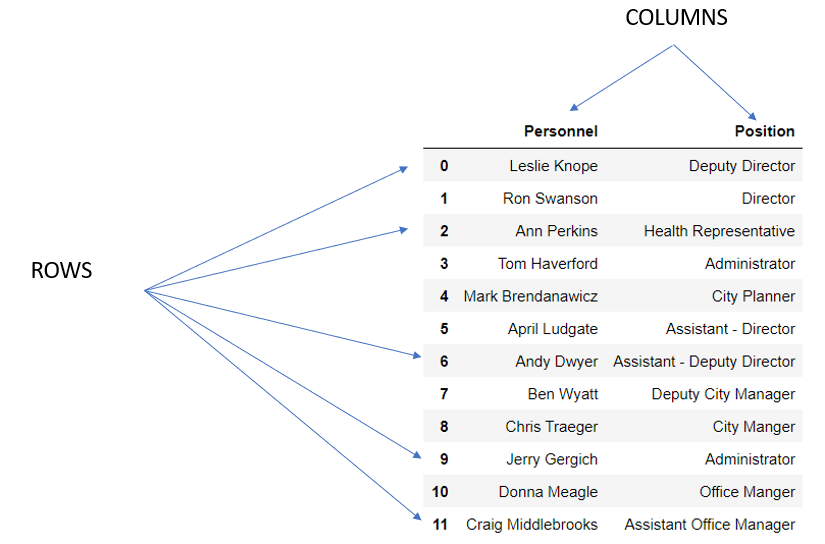 COLUMNS
Personnel Position
0 Leslie Knope Deputy Director
1 Ron Swanson Director
2 Ann Perkins Health Representative
3 Tom Haverford Administrator
ROWS
4 Mark Brendanawicz City Planner
5 April Ludgate Assistant - Director
6 Andy Dwyer Assistant - Deputy Director
7 Ben Wyatt Deputy City Manager
8 Chris Traeger City Manger
9 Jerry Gergich Administrator
10 Donna Meagle Office Manger
11 Craig Middlebrooks Assistant Office Manager